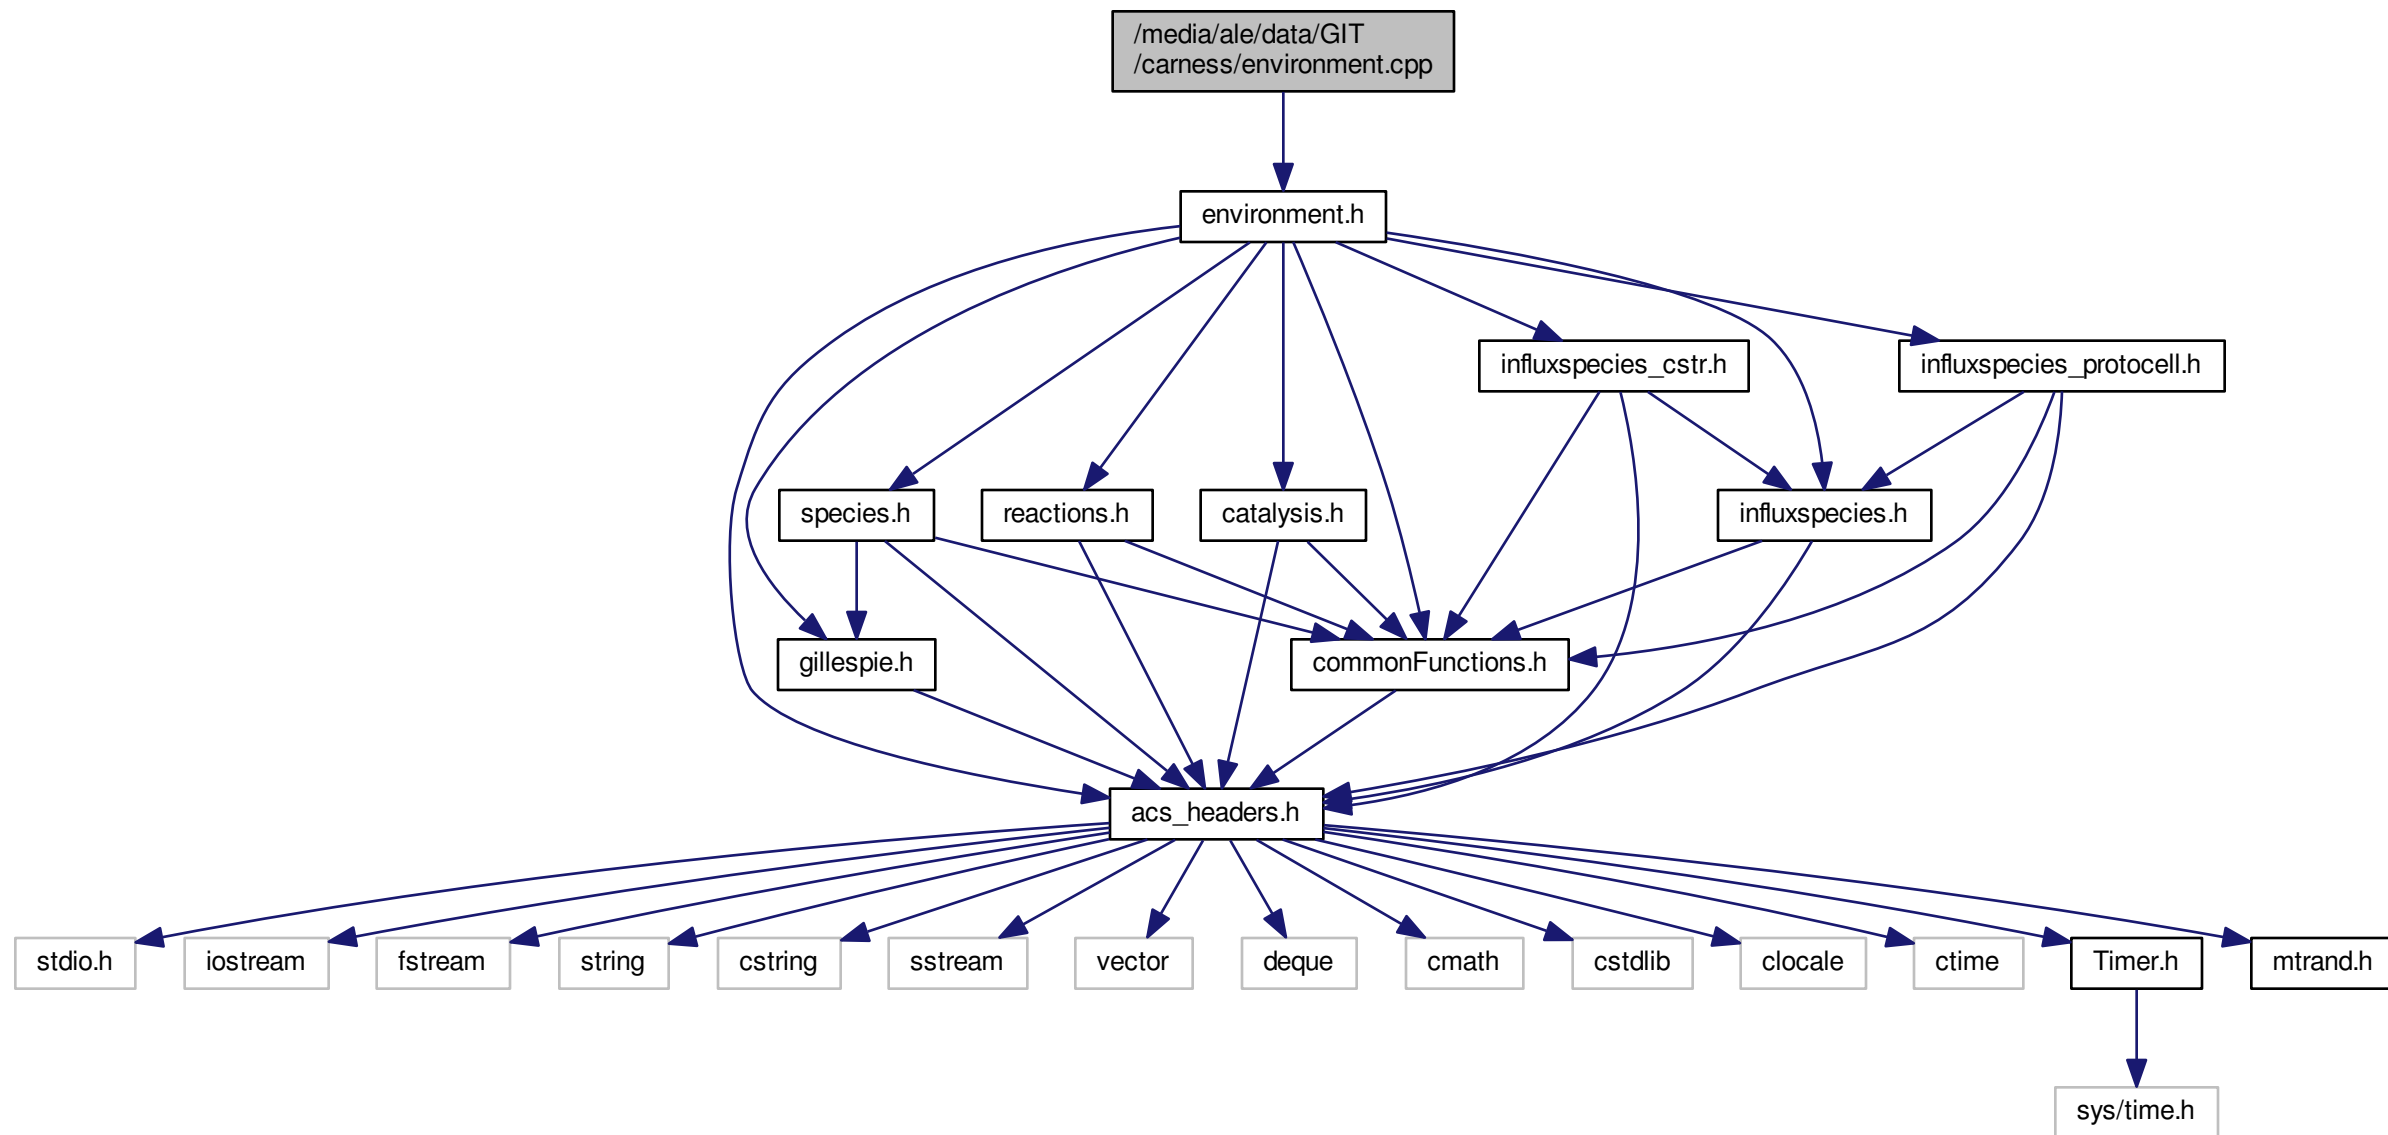 /media/ale/data/GIT
/carness/environment.cpp
environment.h
influxspecies_cstr.h
influxspecies_protocell.h
species.h
reactions.h
catalysis.h
influxspecies.h
gillespie.h
commonFunctions.h
acs_headers.h
stdio.h
iostream
fstream
string
cstring
sstream
vector
deque
cmath
cstdlib
clocale
ctime
Timer.h
mtrand.h
sys/time.h